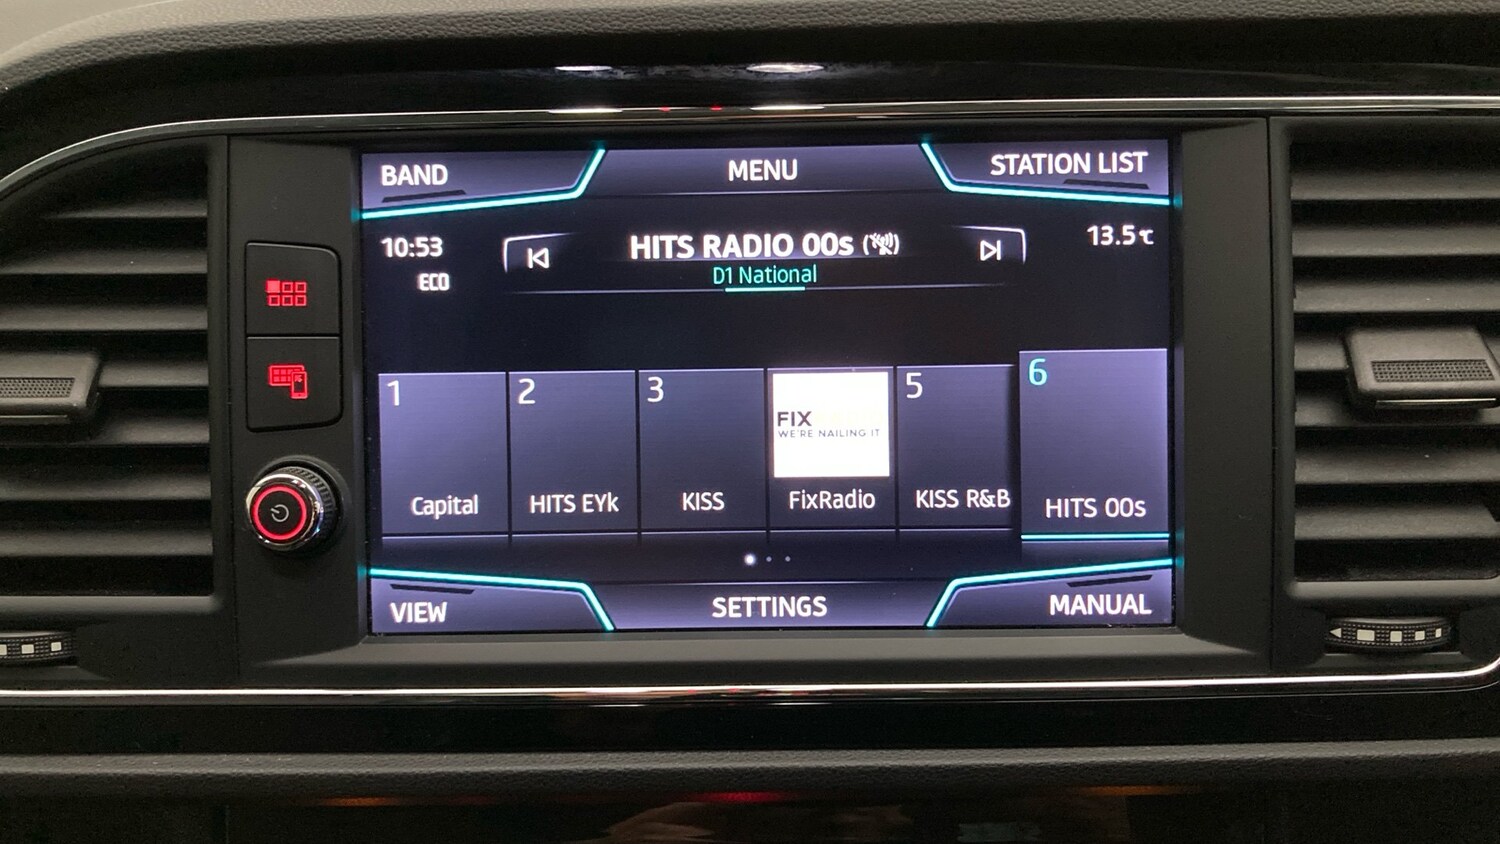 BAND
MENU
STATION LIST
10:53
HITS RADIO 00s
13.5℃
ECO
D1 National
1
2
3
FIX
WE'RE NAILING IT
5
6
Capital
HITS EYk
KISS
FixRadio
KISS R&B
HITS 00s
VIEW
SETTINGS
MANUAL